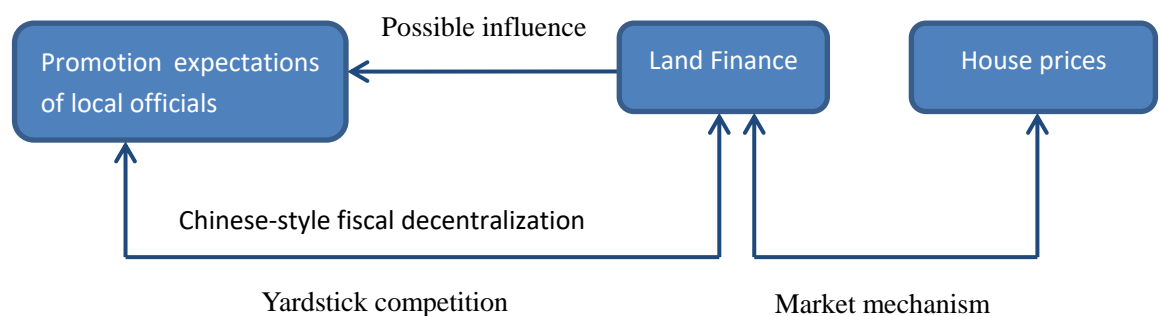 Possible influence
Promotion expectations
of local officials
Land Finance
House prices
Chinese-style fiscal decentralization
Yardstick competition
Market mechanism